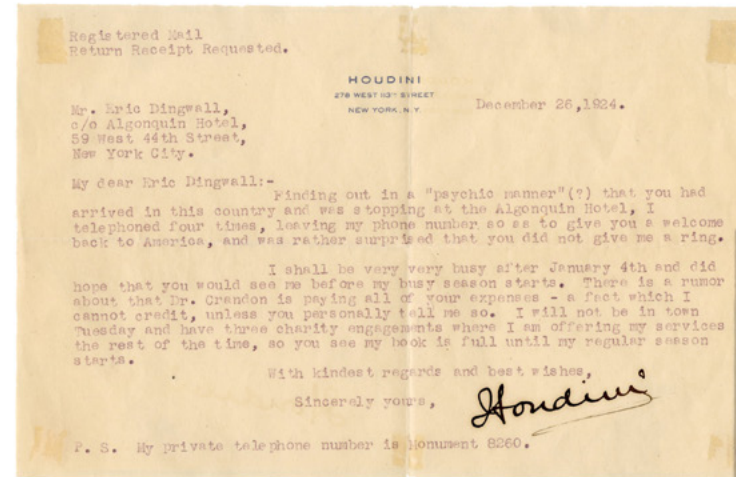 Registered Mail
Return Receipt Requested.
HOUDINI
278 WEST 113TH STREET
NEW YORK, N.Y.
December 26,1924.
Mr. Eric Dingwall,
c/o Algonquin Hotel,
59 West 44th Street,
New York City.
My dear Eric Dingwall:-
Finding out in a "psychic manner"(?) that you had
arrived in this country and was stopping at the Algonquin Hotel, I
telephoned four times, leaving my phone number so as to give you a welcome
back to America, and was rather surprised that you did not give me a ring.
I shall be very very busy after January 4th and did
hope that you would see me before my busy season starts. There is a rumor
about that Dr. Crandon is paying all of your expenses - a fact which I
cannot credit, unless you personally tell me so. I will not be in town
Tuesday and have three charity engagements where I am offering my services
the rest of the time, so you see my book is full until my regular season
starts.
With kindest regards and best wishes,
Sincerely yours,
Houdini
P. S. My private telephone number is Monument 8260.